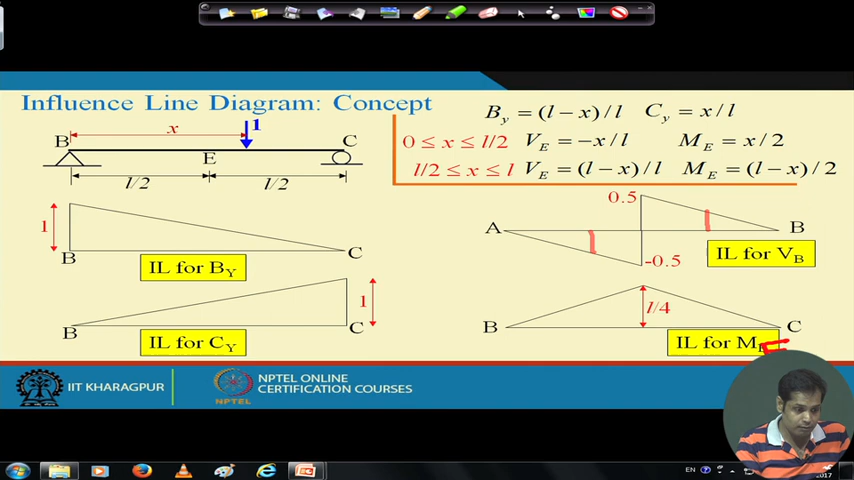 Influence Line Diagram: Concept
B_y = (l – x)/l C_y = x/l
0 ≤ x ≤ l/2 V_E = –x/l M_E = x/2
l/2 ≤ x ≤ l V_E = (l – x)/l M_E = (l – x)/2
x 1
B E C
l/2 l/2
1
B C
IL for B_Y
1
B C
IL for C_Y
0.5
A B
-0.5
IL for V_B
l/4
B C
IL for M E
IIT KHARAGPUR
NPTEL
NPTEL ONLINE
CERTIFICATION COURSES
EN
2017